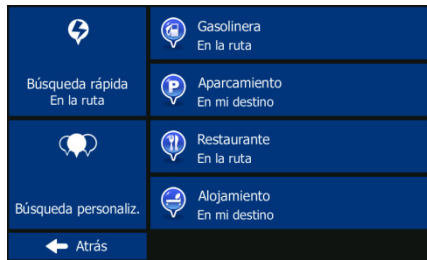 Búsqueda rápida
En la ruta
Búsqueda personaliz.
Atrás
Gasolinera
En la ruta
P
Aparcamiento
En mi destino
Restaurante
En la ruta
Alojamiento
En mi destino